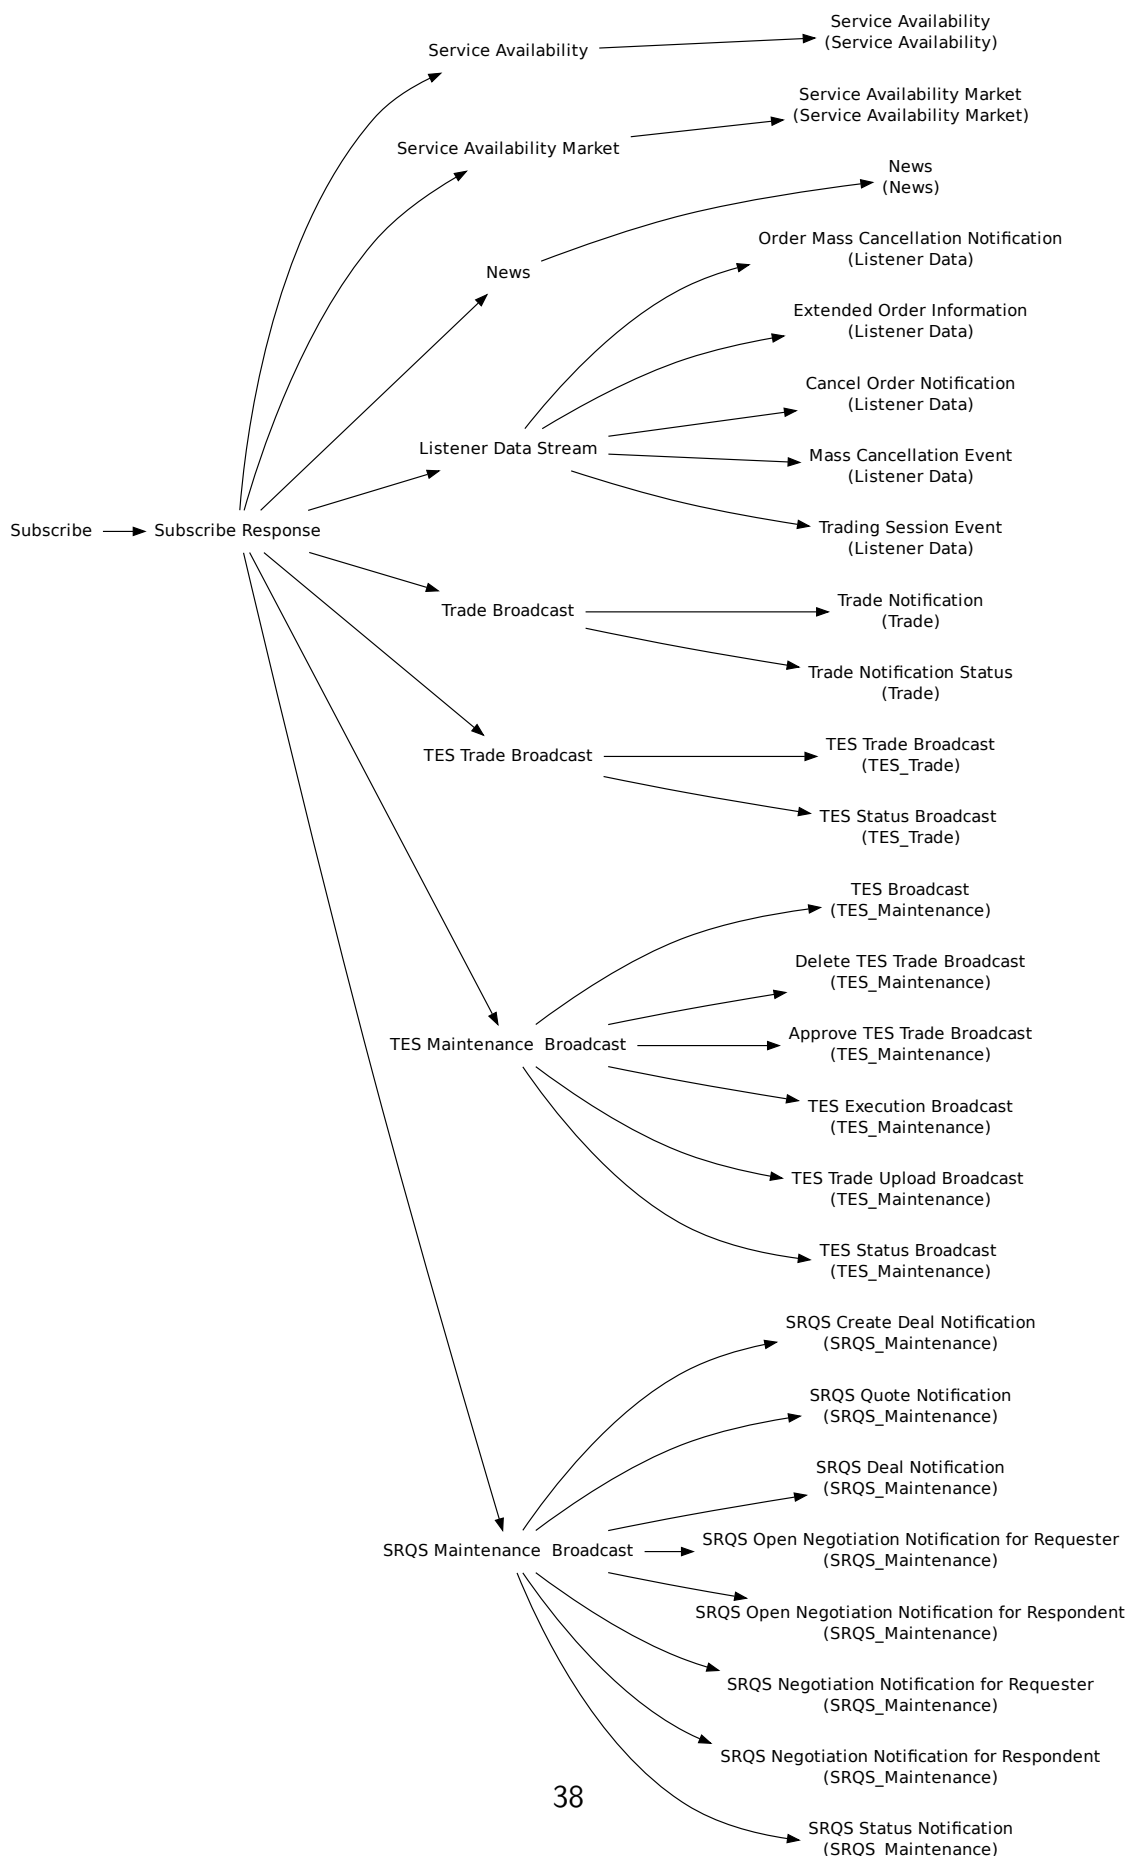 Subscribe
Subscribe Response
Service Availability
Service Availability
(Service Availability)
Service Availability Market
Service Availability Market
(Service Availability Market)
News
News
(News)
Listener Data Stream
Order Mass Cancellation Notification
(Listener Data)
Extended Order Information
(Listener Data)
Cancel Order Notification
(Listener Data)
Mass Cancellation Event
(Listener Data)
Trading Session Event
(Listener Data)
Trade Broadcast
Trade Notification
(Trade)
Trade Notification Status
(Trade)
TES Trade Broadcast
TES Trade Broadcast
(TES_Trade)
TES Status Broadcast
(TES_Trade)
TES Maintenance  Broadcast
TES Broadcast
(TES_Maintenance)
Delete TES Trade Broadcast
(TES_Maintenance)
Approve TES Trade Broadcast
(TES_Maintenance)
TES Execution Broadcast
(TES_Maintenance)
TES Trade Upload Broadcast
(TES_Maintenance)
TES Status Broadcast
(TES_Maintenance)
SRQS Maintenance  Broadcast
SRQS Create Deal Notification
(SRQS_Maintenance)
SRQS Quote Notification
(SRQS_Maintenance)
SRQS Deal Notification
(SRQS_Maintenance)
SRQS Open Negotiation Notification for Requester
(SRQS_Maintenance)
SRQS Open Negotiation Notification for Respondent
(SRQS_Maintenance)
SRQS Negotiation Notification for Requester
(SRQS_Maintenance)
SRQS Negotiation Notification for Respondent
(SRQS_Maintenance)
SRQS Status Notification
(SRQS_Maintenance)
38